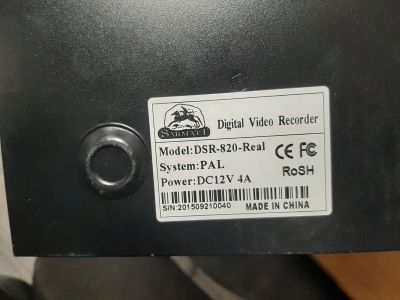 SARMATT
Digital Video Recorder
Model:DSR-820-Real
System:PAL
Power:DC12V 4A
CE FC
RoSH
S/N:201509210040
MADE IN CHINA